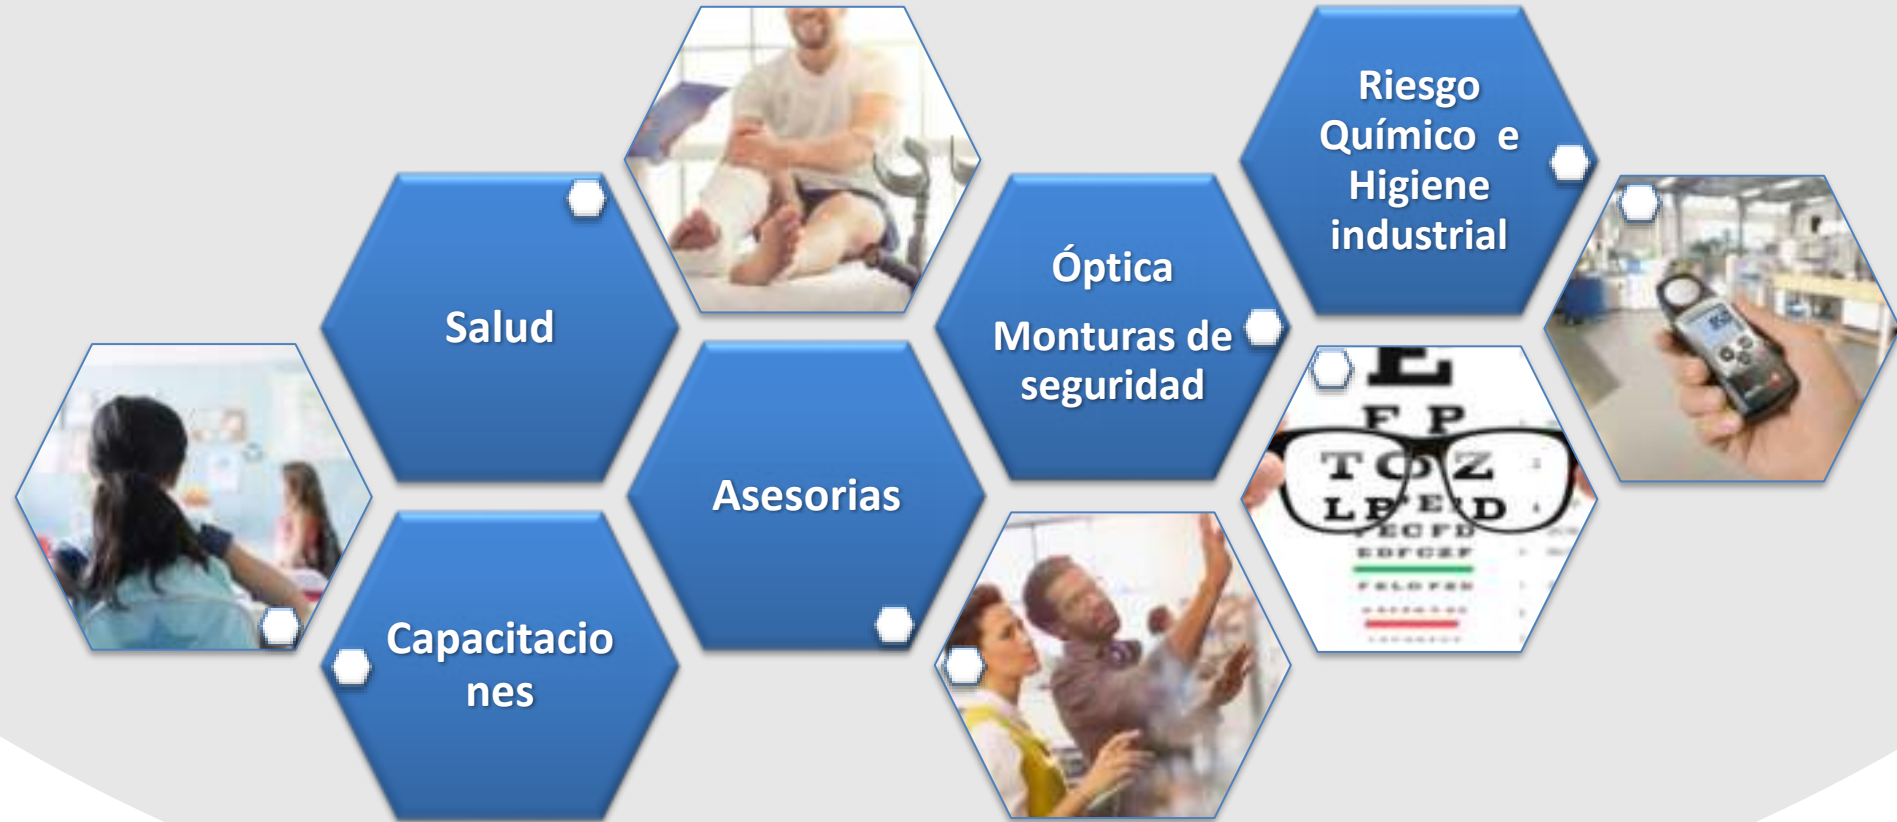 Salud
Capacitacio
nes
Asesorias
Óptica
Monturas de
seguridad
Riesgo
Químico e
Higiene
industrial
E
F P
T O Z
L P E D
P E C F D
E D F C Z P
F E L O P Z D